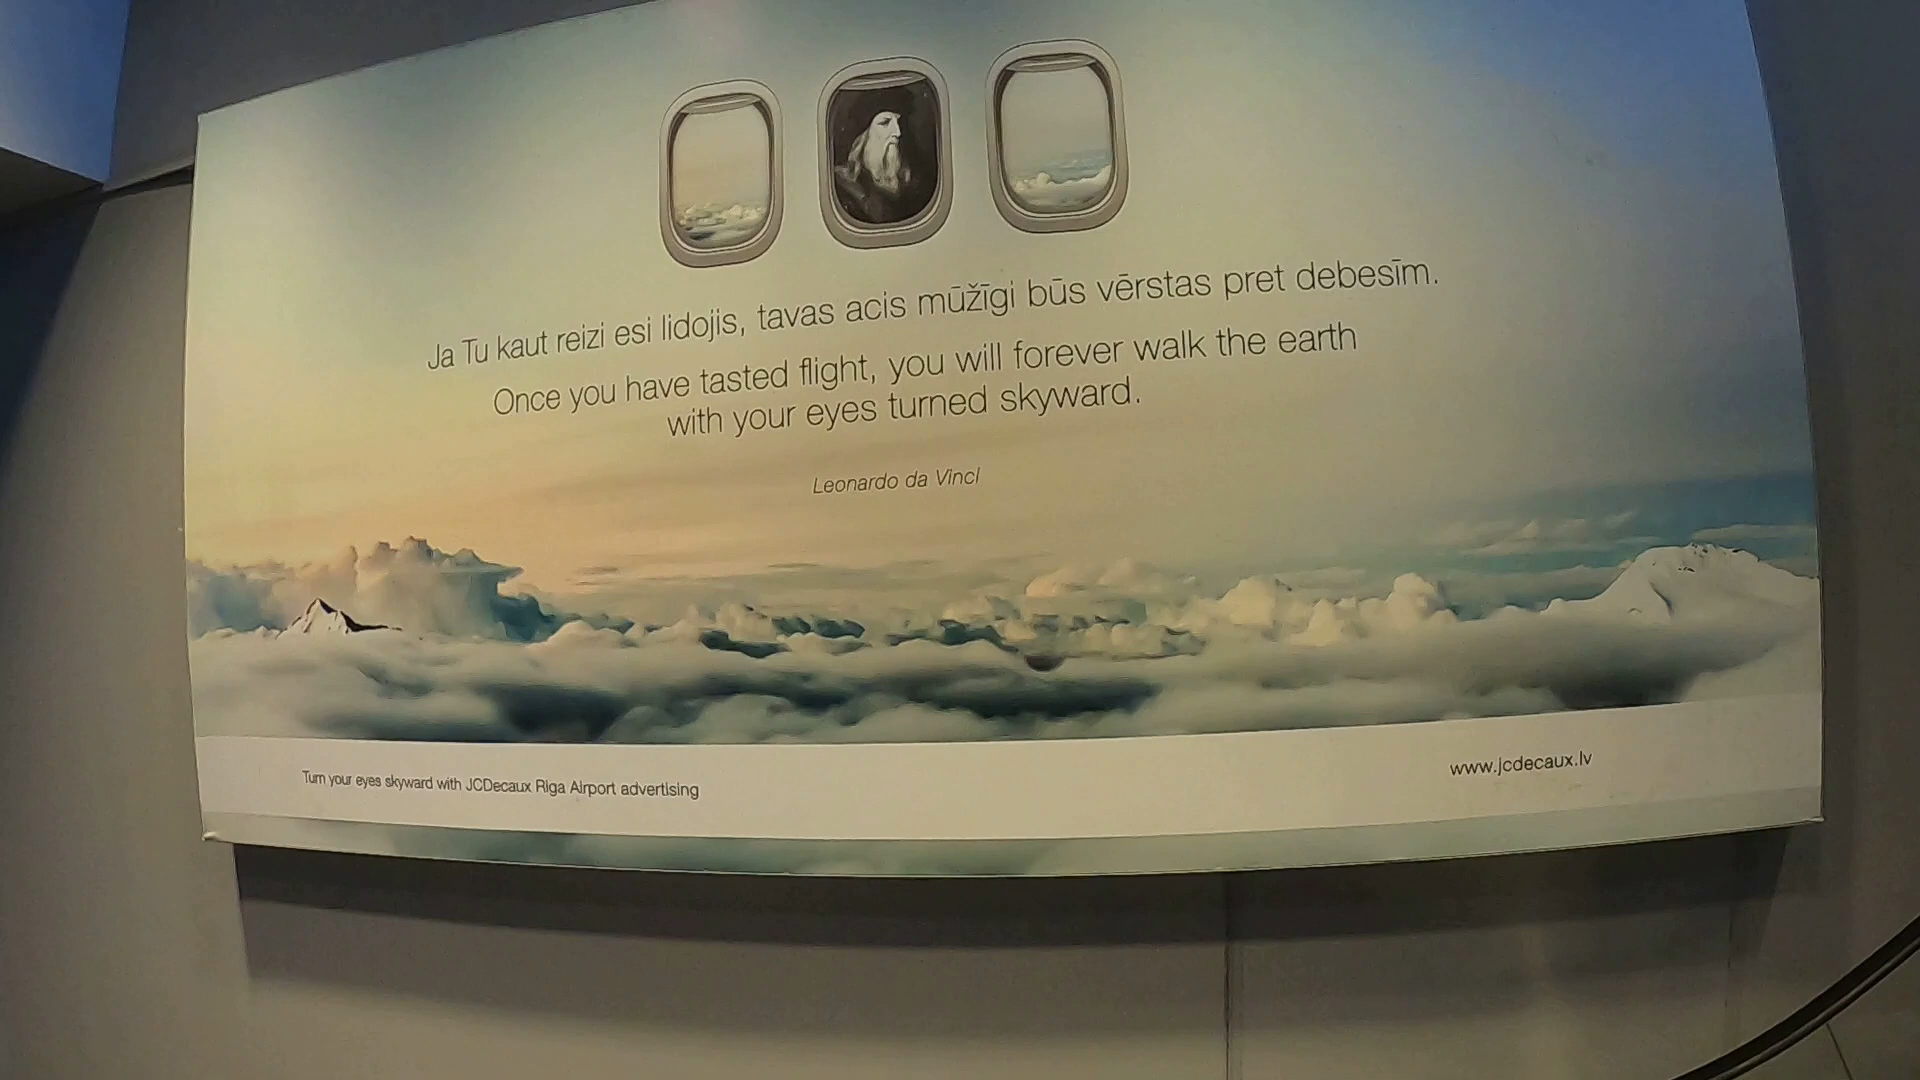 Ja Tu kaut reizi esi lidojis, tavas acis mūžīgi būs vērstas pret debesīm.
Once you have tasted flight, you will forever walk the earth
with your eyes turned skyward.
Leonardo da Vinci
Turn your eyes skyward with JCDecaux Riga Airport advertising
www.jcdecaux.lv